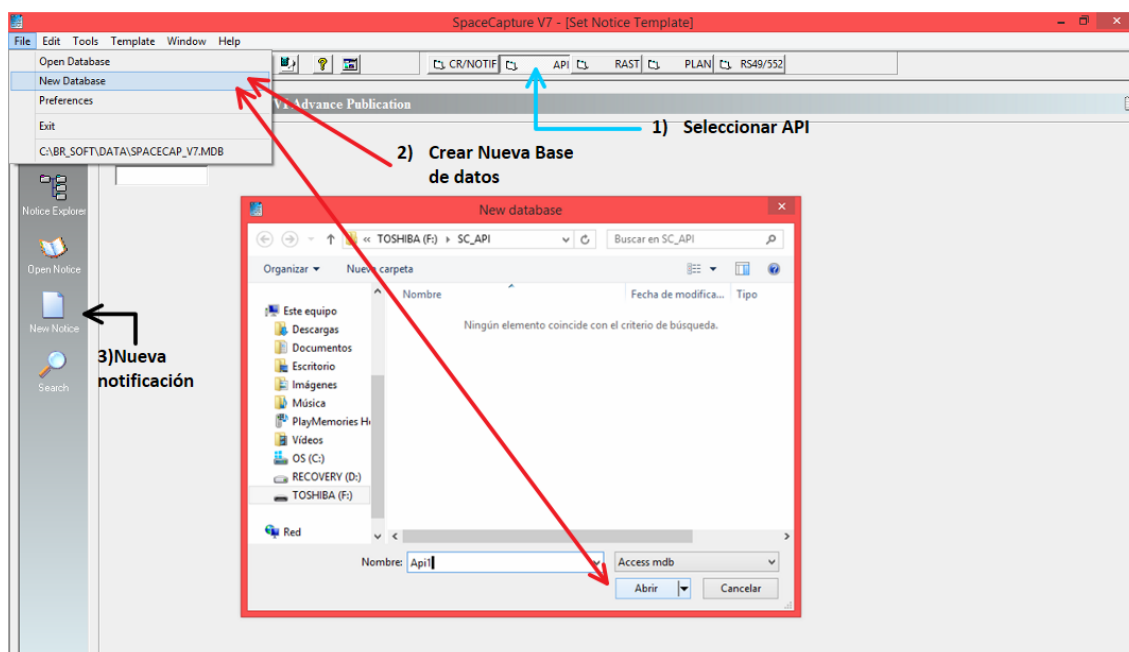 SpaceCapture V7 - [Set Notice Template]
File Edit Tools Template Window Help
Open Database
New Database
Preferences
Exit
C:\BR_SOFT\DATA\SPACECAP_V7.MDB
CR/NOTIF API RAST PLAN RS49/552
Advance Publication
1) Seleccionar API
2) Crear Nueva Base
de datos
Notice Explorer
Open Notice
New Notice
Search
3)Nueva
notificación
New database
« TOSHIBA (F:) SC_API
Buscar en SC_API
Organizar
Nueva carpeta
Nombre
Fecha de modifica...
Tipo
Este equipo
Descargas
Documentos
Escritorio
Imágenes
Música
PlayMemories H
Vídeos
OS (C:)
RECOVERY (D:)
TOSHIBA (F:)
Red
Ningún elemento coincide con el criterio de búsqueda.
Nombre: Api1
Access mdb
Abrir
Cancelar